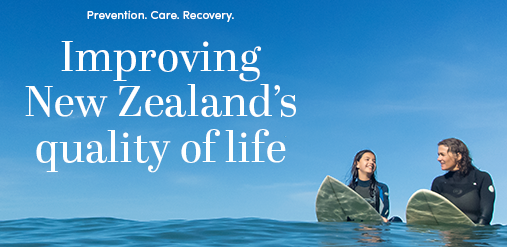 Prevention. Care. Recovery.
Improving
New Zealand's
quality of life